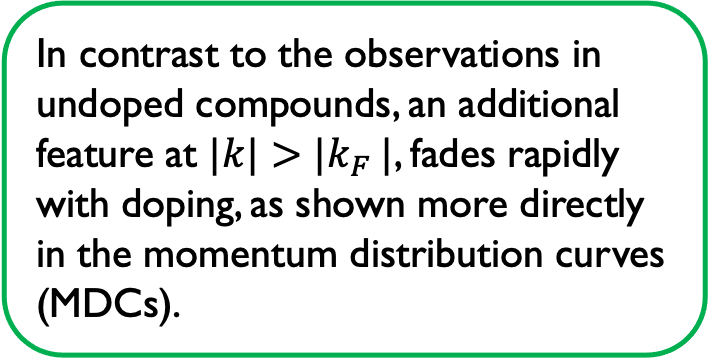 In contrast to the observations in
undoped compounds, an additional
feature at |k| > |k_F |, fades rapidly
with doping, as shown more directly
in the momentum distribution curves
(MDCs).